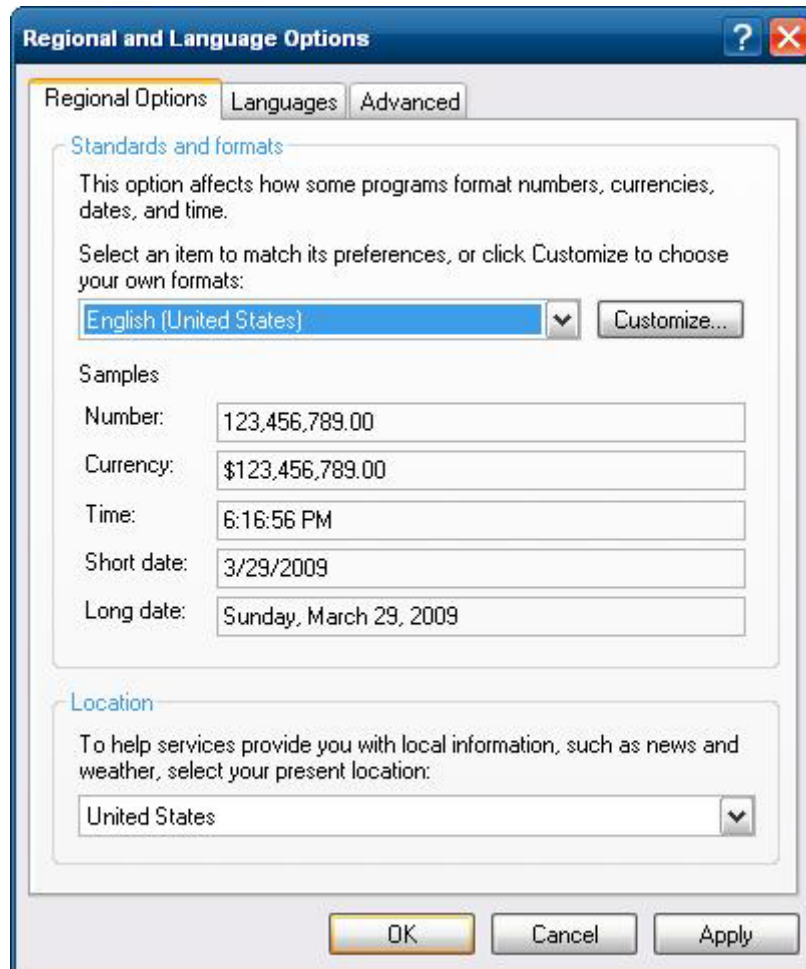 Regional and Language Options
Regional Options
Languages
Advanced
Standards and formats
This option affects how some programs format numbers, currencies,
dates, and time.
Select an item to match its preferences, or click Customize to choose
your own formats:
English (United States)
Customize...
Samples
Number:
123,456,789.00
Currency:
$123,456,789.00
Time:
6:16:56 PM
Short date:
3/29/2009
Long date:
Sunday, March 29, 2009
Location
To help services provide you with local information, such as news and
weather, select your present location:
United States
OK
Cancel
Apply